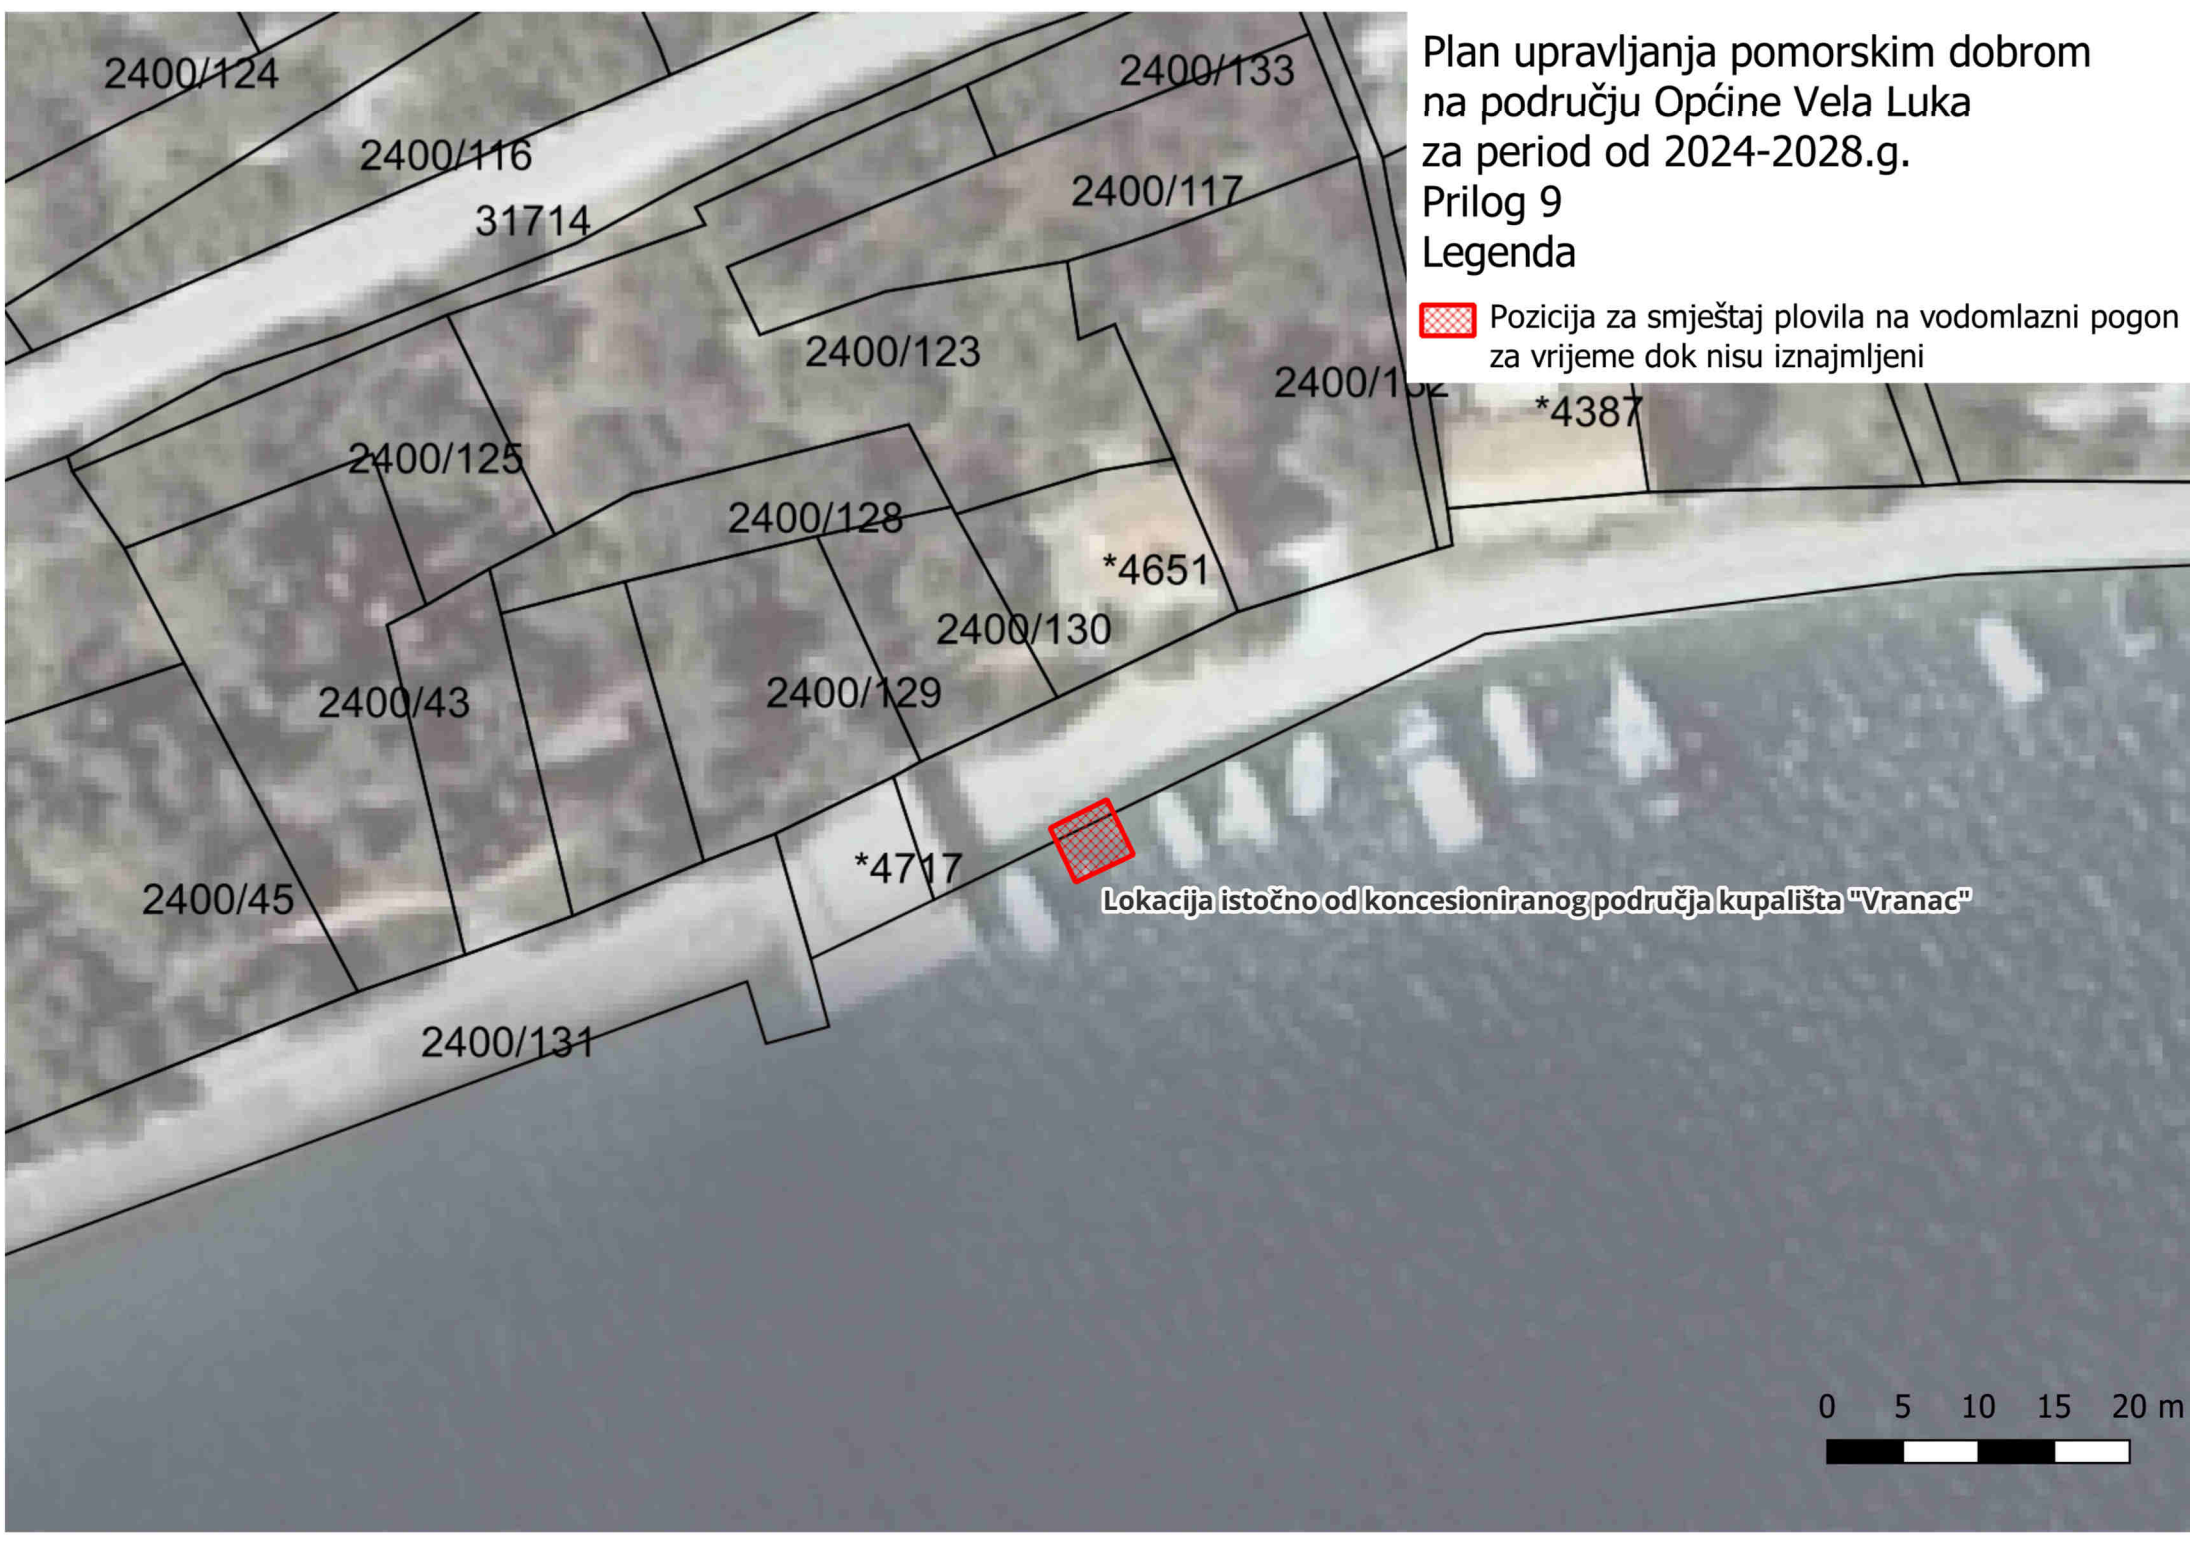 Plan upravljanja pomorskim dobrom
na području Općine Vela Luka
za period od 2024-2028.g.
Prilog 9
Legenda
Pozicija za smještaj plovila na vodomlazni pogon
za vrijeme dok nisu iznajmljeni
2400/124
2400/133
2400/116
2400/117
31714
2400/123
2400/132
*4387
2400/125
2400/128
*4651
2400/130
2400/43
2400/129
*4717
2400/45
Lokacija istočno od koncesioniranog područja kupališta "Vranac"
2400/131
0 5 10 15 20 m